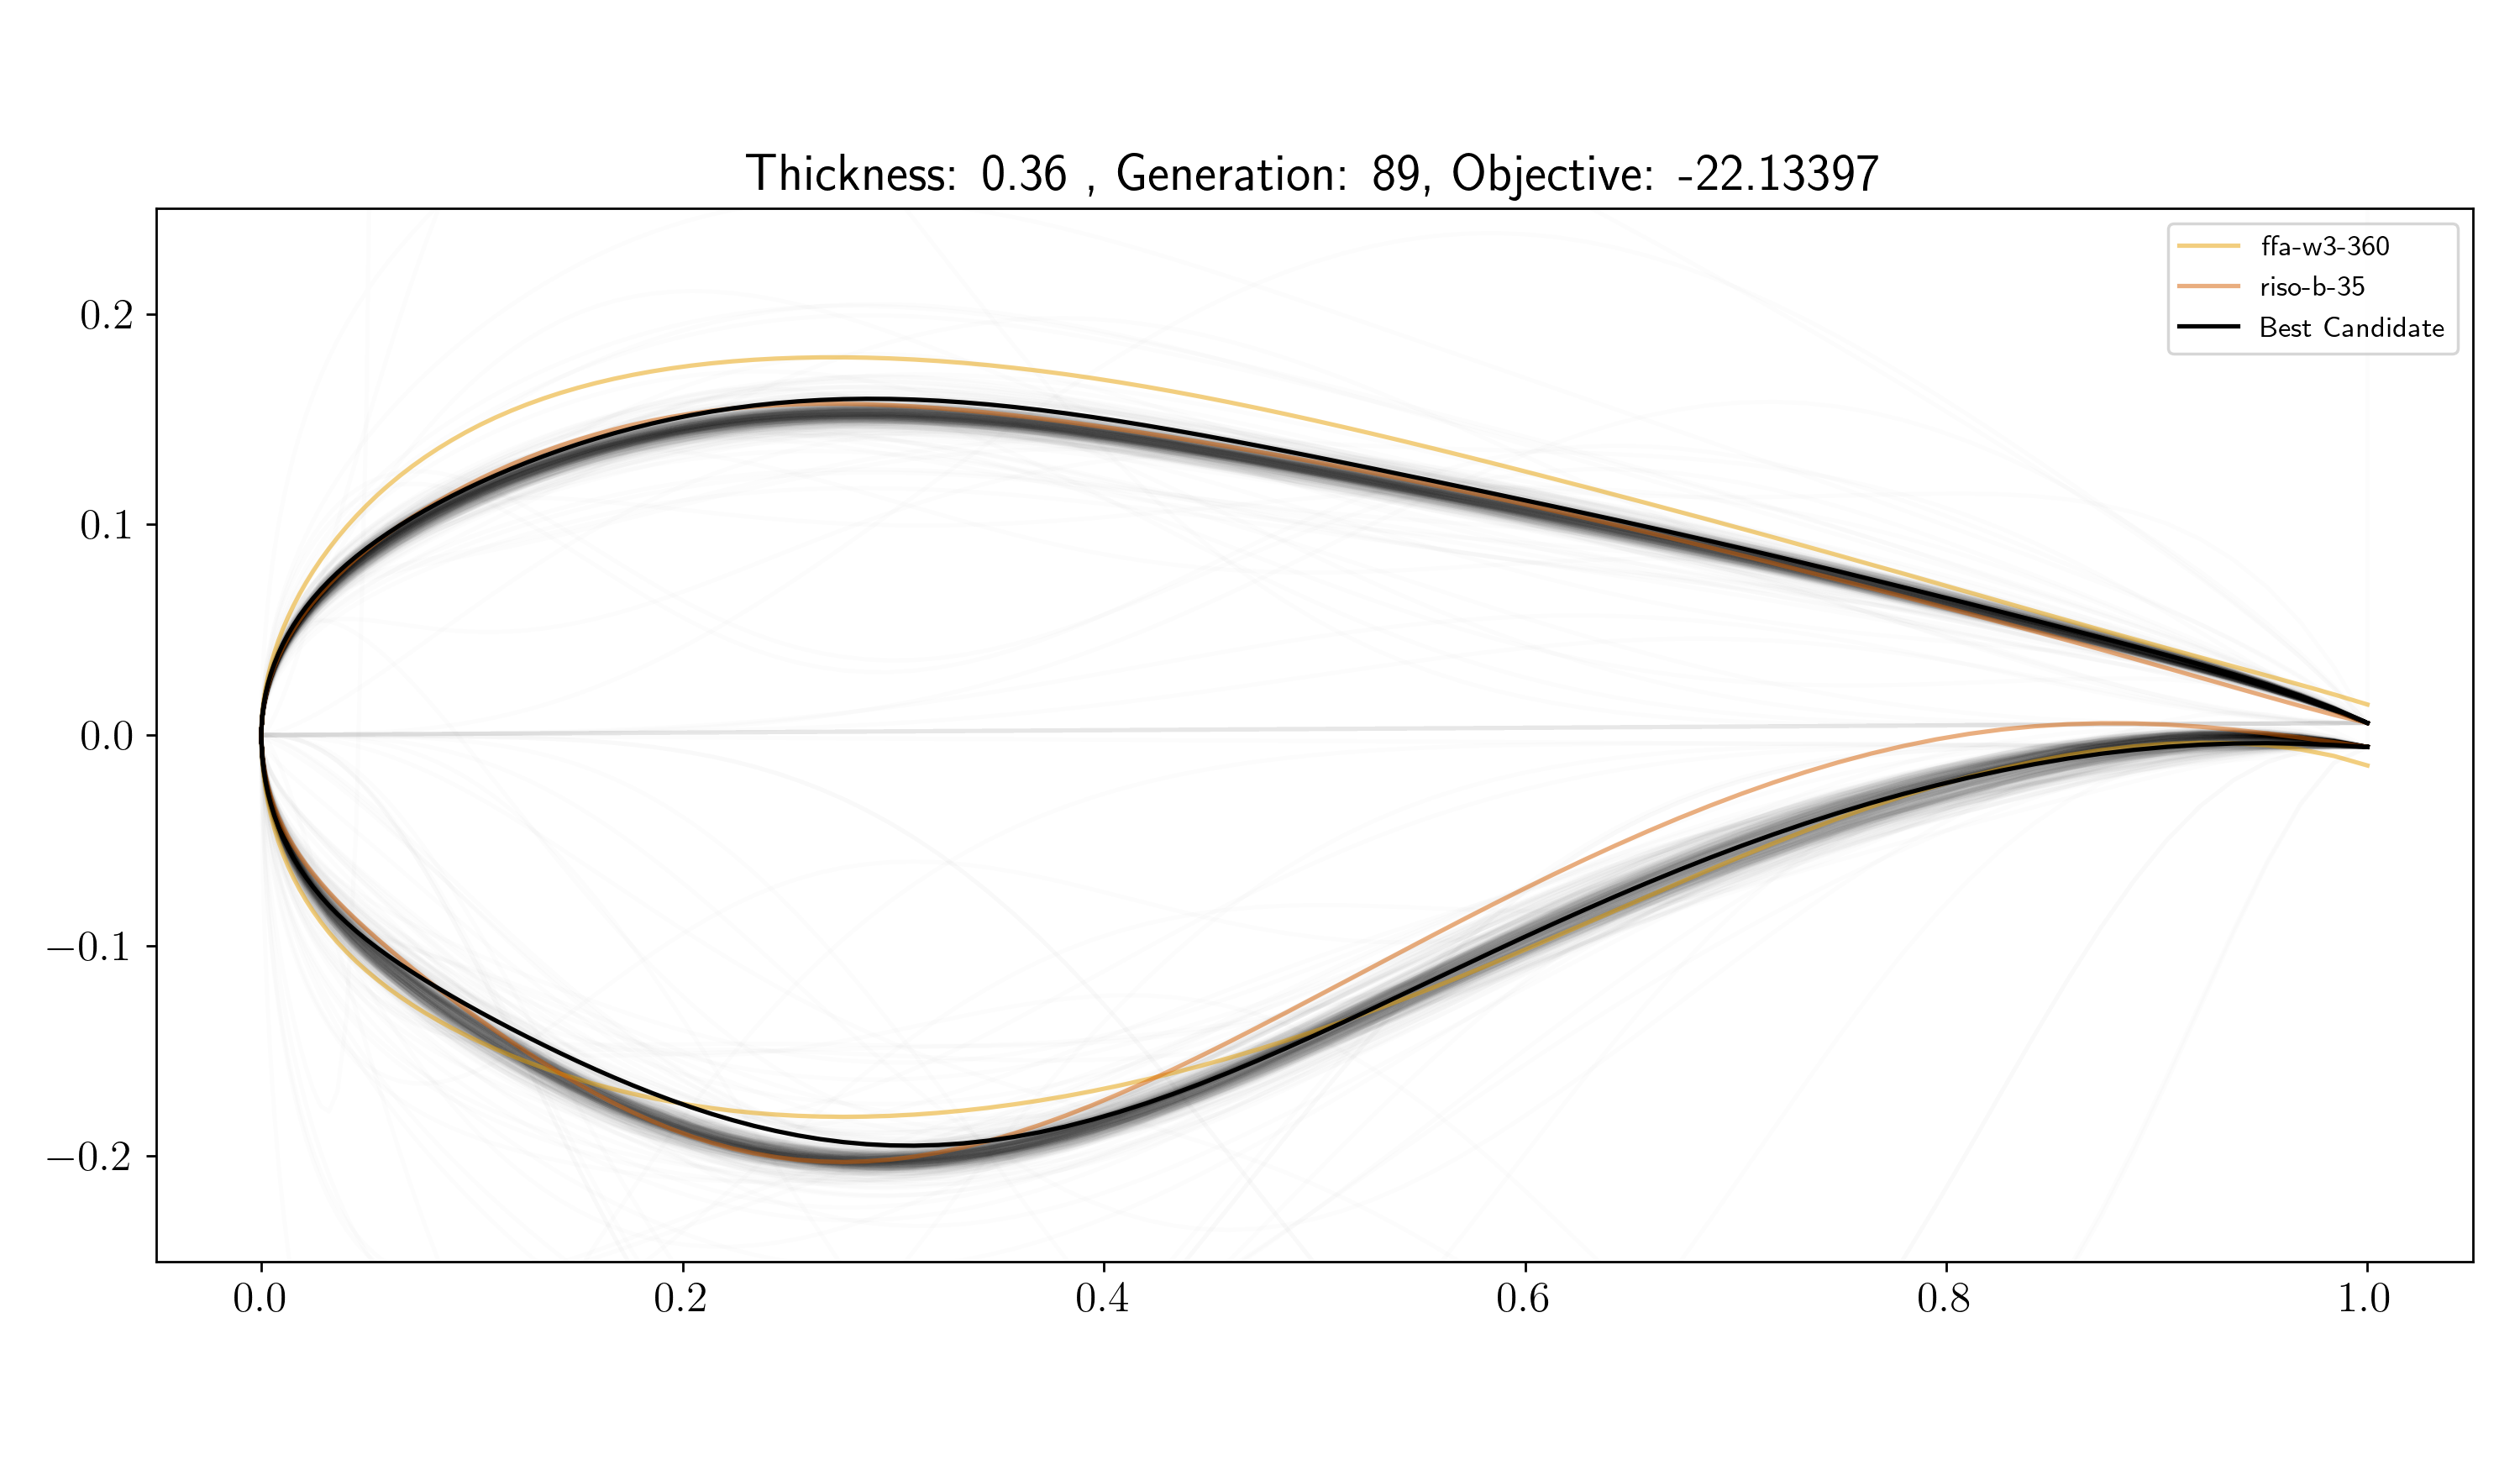 Thickness: 0.36 , Generation: 89, Objective: -22.13397
ffa-w3-360
riso-b-35
Best Candidate
0.2
0.1
0.0
−0.1
−0.2
0.0 0.2 0.4 0.6 0.8 1.0